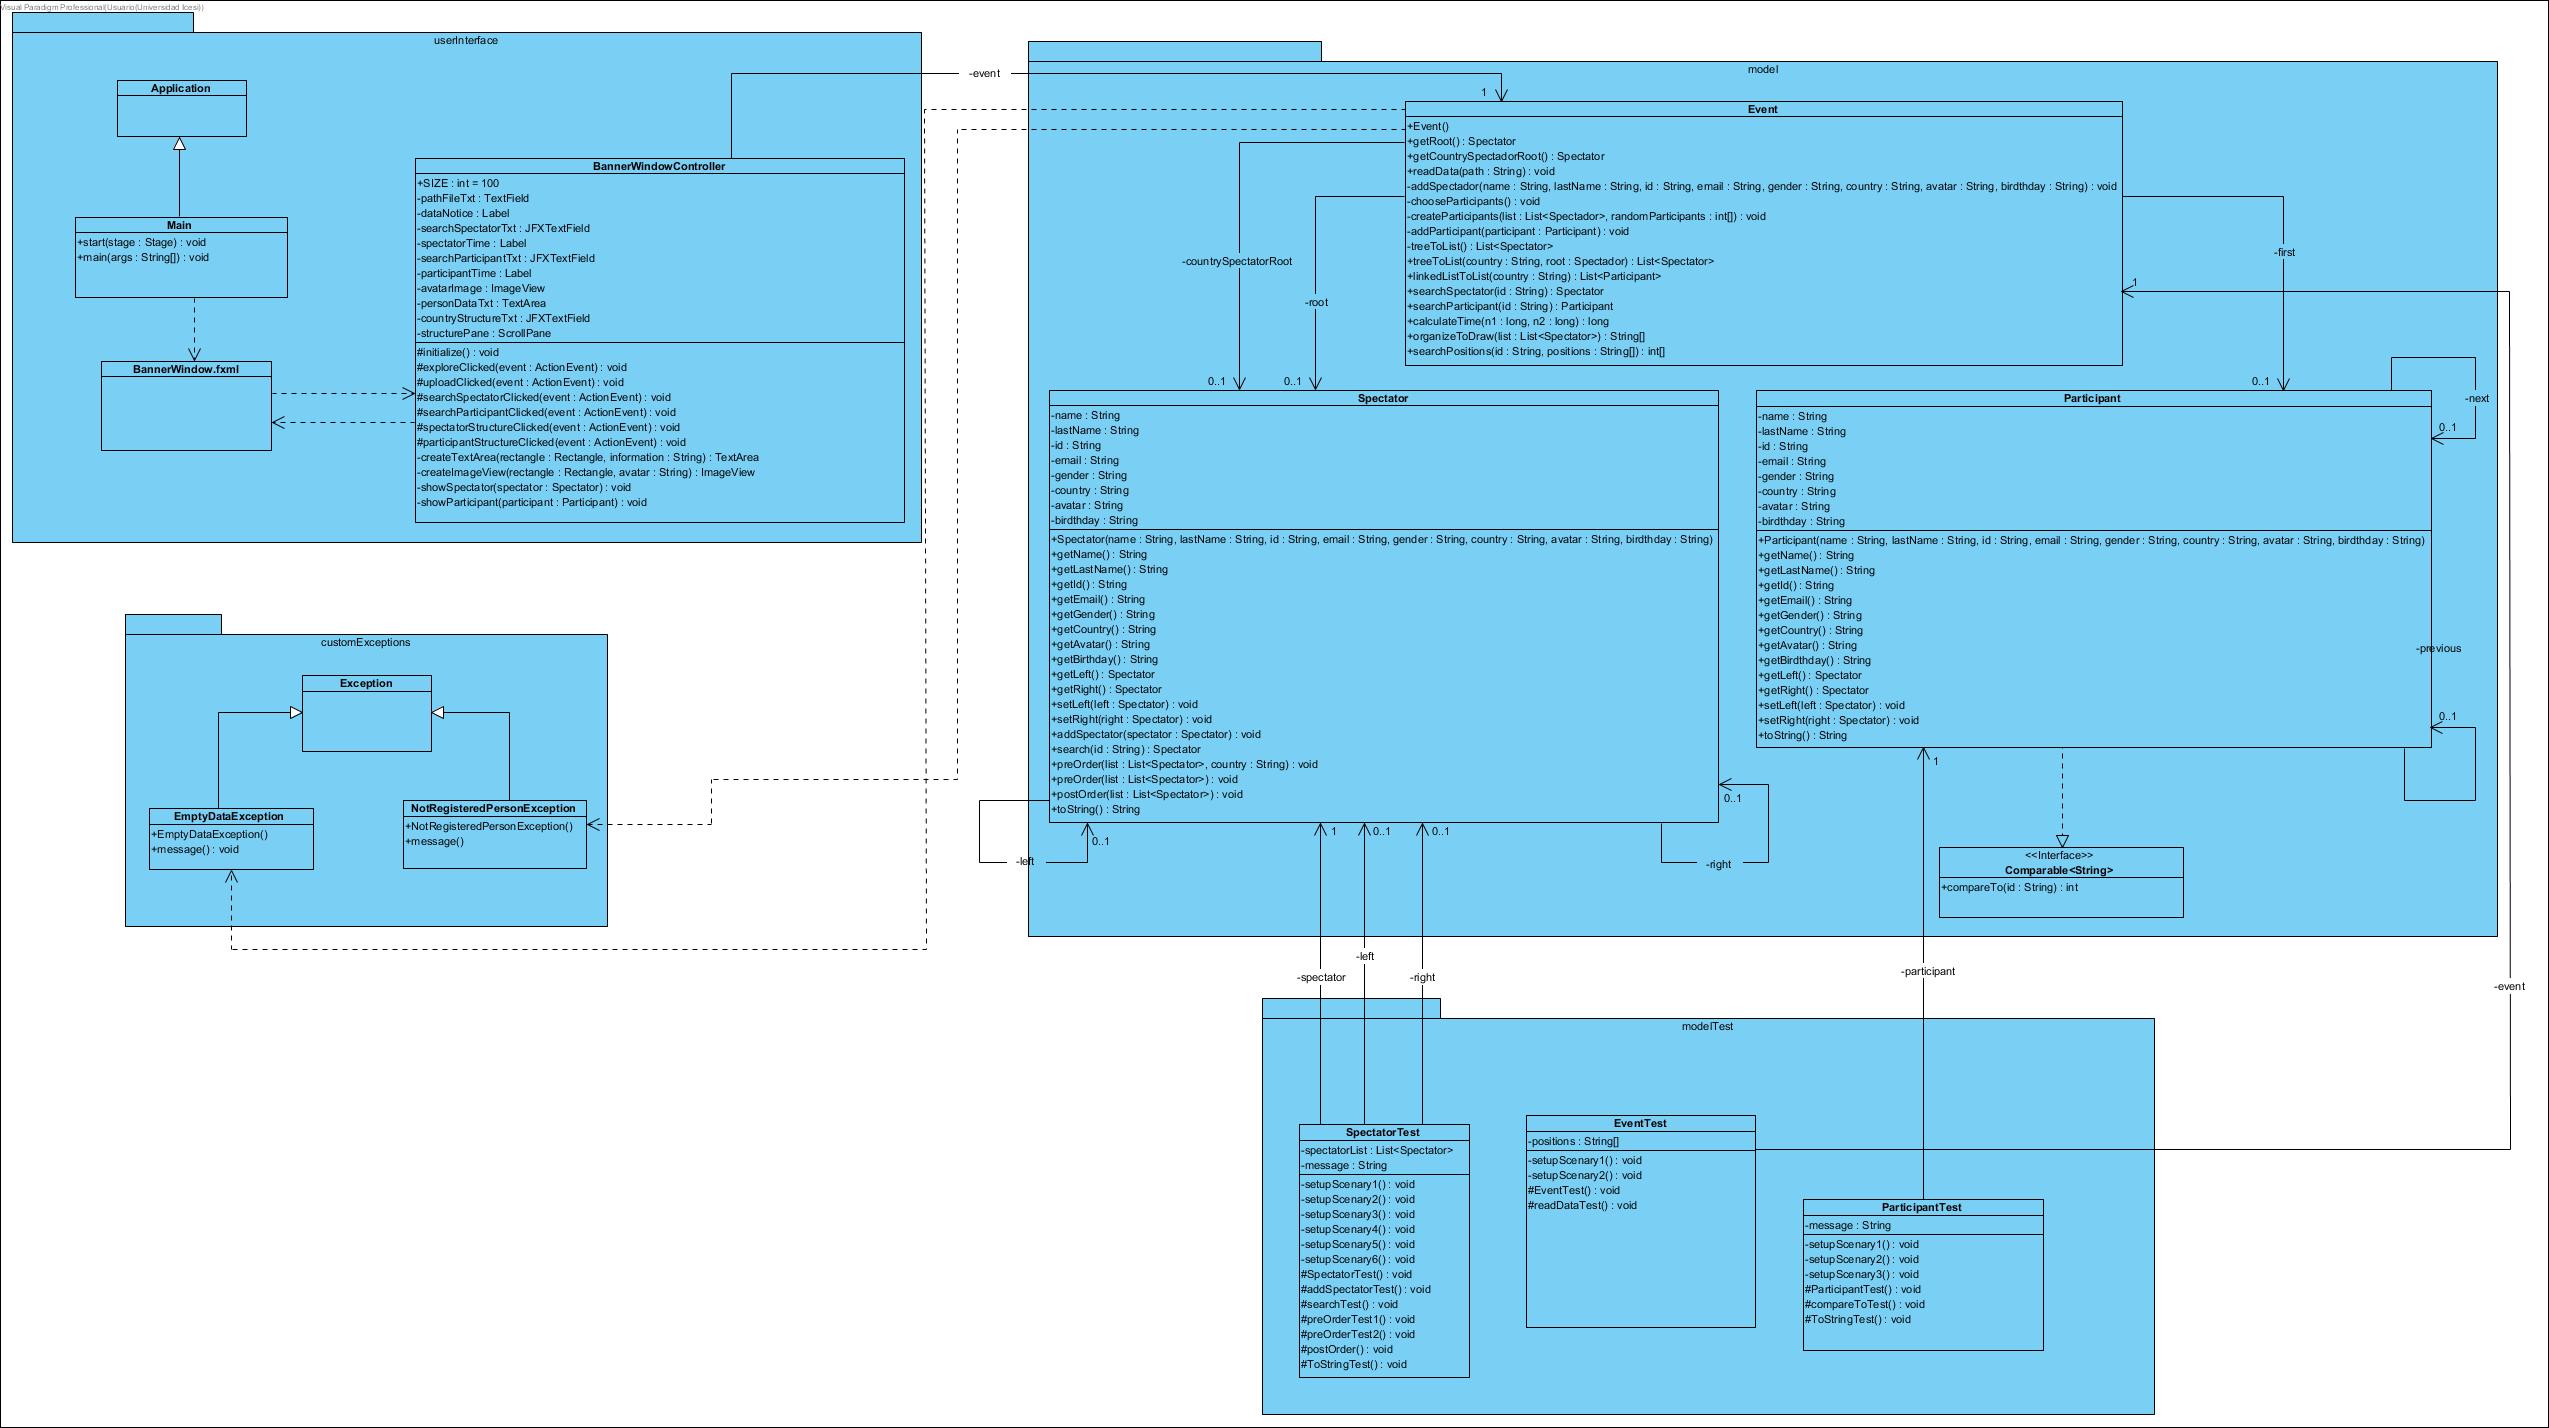 Visual Paradigm Professional(Usuario(Universidad Icesi))
userInterface
Application
Main
+start(stage : Stage) : void
+main(args : String[]) : void
BannerWindow.fxml
BannerWindowController
+SIZE : int = 100
-pathFileTxt : TextField
-dataNotice : Label
-searchSpectatorTxt : JFXTextField
-spectatorTime : Label
-searchParticipantTxt : JFXTextField
-participantTime : Label
-avatarImage : ImageView
-personDataTxt : TextArea
-countryStructureTxt : JFXTextField
-structurePane : ScrollPane
#initialize() : void
#exploreClicked(event : ActionEvent) : void
#uploadClicked(event : ActionEvent) : void
#searchSpectatorClicked(event : ActionEvent) : void
#searchParticipantClicked(event : ActionEvent) : void
#spectatorStructureClicked(event : ActionEvent) : void
#participantStructureClicked(event : ActionEvent) : void
-createTextArea(rectangle : Rectangle, information : String) : TextArea
-createImageView(rectangle : Rectangle, avatar : String) : ImageView
-showSpectator(spectator : Spectator) : void
-showParticipant(participant : Participant) : void
-event
1
model
Event
+Event()
+getRoot() : Spectator
+getCountrySpectadorRoot() : Spectator
+readData(path : String) : void
-addSpectador(name : String, lastName : String, id : String, email : String, gender : String, country : String, avatar : String, birdthday : String) : void
-chooseParticipants() : void
-createParticipants(list : List<Spectador>, randomParticipants : int[]) : void
-addParticipant(participant : Participant) : void
-treeToList() : List<Spectator>
+treeToList(country : String, root : Spectador) : List<Spectator>
+linkedListToList(country : String) : List<Participant>
+searchSpectator(id : String) : Spectator
+searchParticipant(id : String) : Participant
+calculateTime(n1 : long, n2 : long) : long
+organizeToDraw(list : List<Spectator>) : String[]
+searchPositions(id : String, positions : String[]) : int[]
-countrySpectatorRoot
0..1
-root
0..1
-first
0..1
1
Spectator
-name : String
-lastName : String
-id : String
-email : String
-gender : String
-country : String
-avatar : String
-birdthday : String
+Spectator(name : String, lastName : String, id : String, email : String, gender : String, country : String, avatar : String, birdthday : String)
+getName() : String
+getLastName() : String
+getId() : String
+getEmail() : String
+getGender() : String
+getCountry() : String
+getAvatar() : String
+getBirthday() : String
+getLeft() : Spectator
+getRight() : Spectator
+setLeft(left : Spectator) : void
+setRight(right : Spectator) : void
+addSpectator(spectator : Spectator) : void
+search(id : String) : Spectator
+preOrder(list : List<Spectator>, country : String) : void
+preOrder(list : List<Spectator>) : void
+postOrder(list : List<Spectator>) : void
+toString() : String
-left
0..1
-right
0..1
Participant
-name : String
-lastName : String
-id : String
-email : String
-gender : String
-country : String
-avatar : String
-birdthday : String
+Participant(name : String, lastName : String, id : String, email : String, gender : String, country : String, avatar : String, birdthday : String)
+getName() : String
+getLastName() : String
+getId() : String
+getEmail() : String
+getGender() : String
+getCountry() : String
+getAvatar() : String
+getBirdthday() : String
+getLeft() : Spectator
+getRight() : Spectator
+setLeft(left : Spectator) : void
+setRight(right : Spectator) : void
+toString() : String
-next
0..1
-previous
0..1
<<Interface>>
Comparable<String>
+compareTo(id : String) : int
customExceptions
Exception
EmptyDataException
+EmptyDataException()
+message() : void
NotRegisteredPersonException
+NotRegisteredPersonException()
+message()
1
0..1
0..1
1
-spectator
-left
-right
-participant
-event
modelTest
SpectatorTest
-spectatorList : List<Spectator>
-message : String
-setupScenary1() : void
-setupScenary2() : void
-setupScenary3() : void
-setupScenary4() : void
-setupScenary5() : void
-setupScenary6() : void
#SpectatorTest() : void
#addSpectatorTest() : void
#searchTest() : void
#preOrderTest1() : void
#preOrderTest2() : void
#postOrder() : void
#ToStringTest() : void
EventTest
-positions : String[]
-setupScenary1() : void
-setupScenary2() : void
#EventTest() : void
#readDataTest() : void
ParticipantTest
-message : String
-setupScenary1() : void
-setupScenary2() : void
-setupScenary3() : void
#ParticipantTest() : void
#compareToTest() : void
#ToStringTest() : void